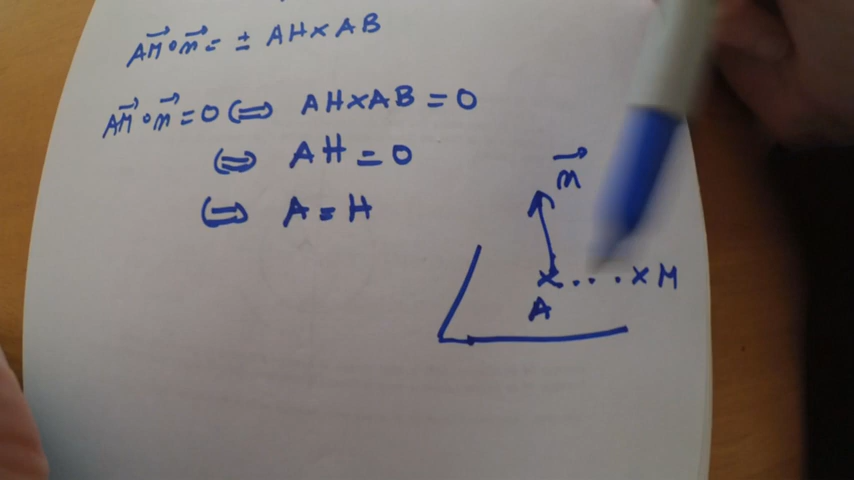 AM⃗ • n⃗ = ± AH×AB
AM⃗ • n⃗ = 0 ⇔ AH×AB = 0
⇔ AH = 0
⇔ A = H
n⃗
× . . . × M
A